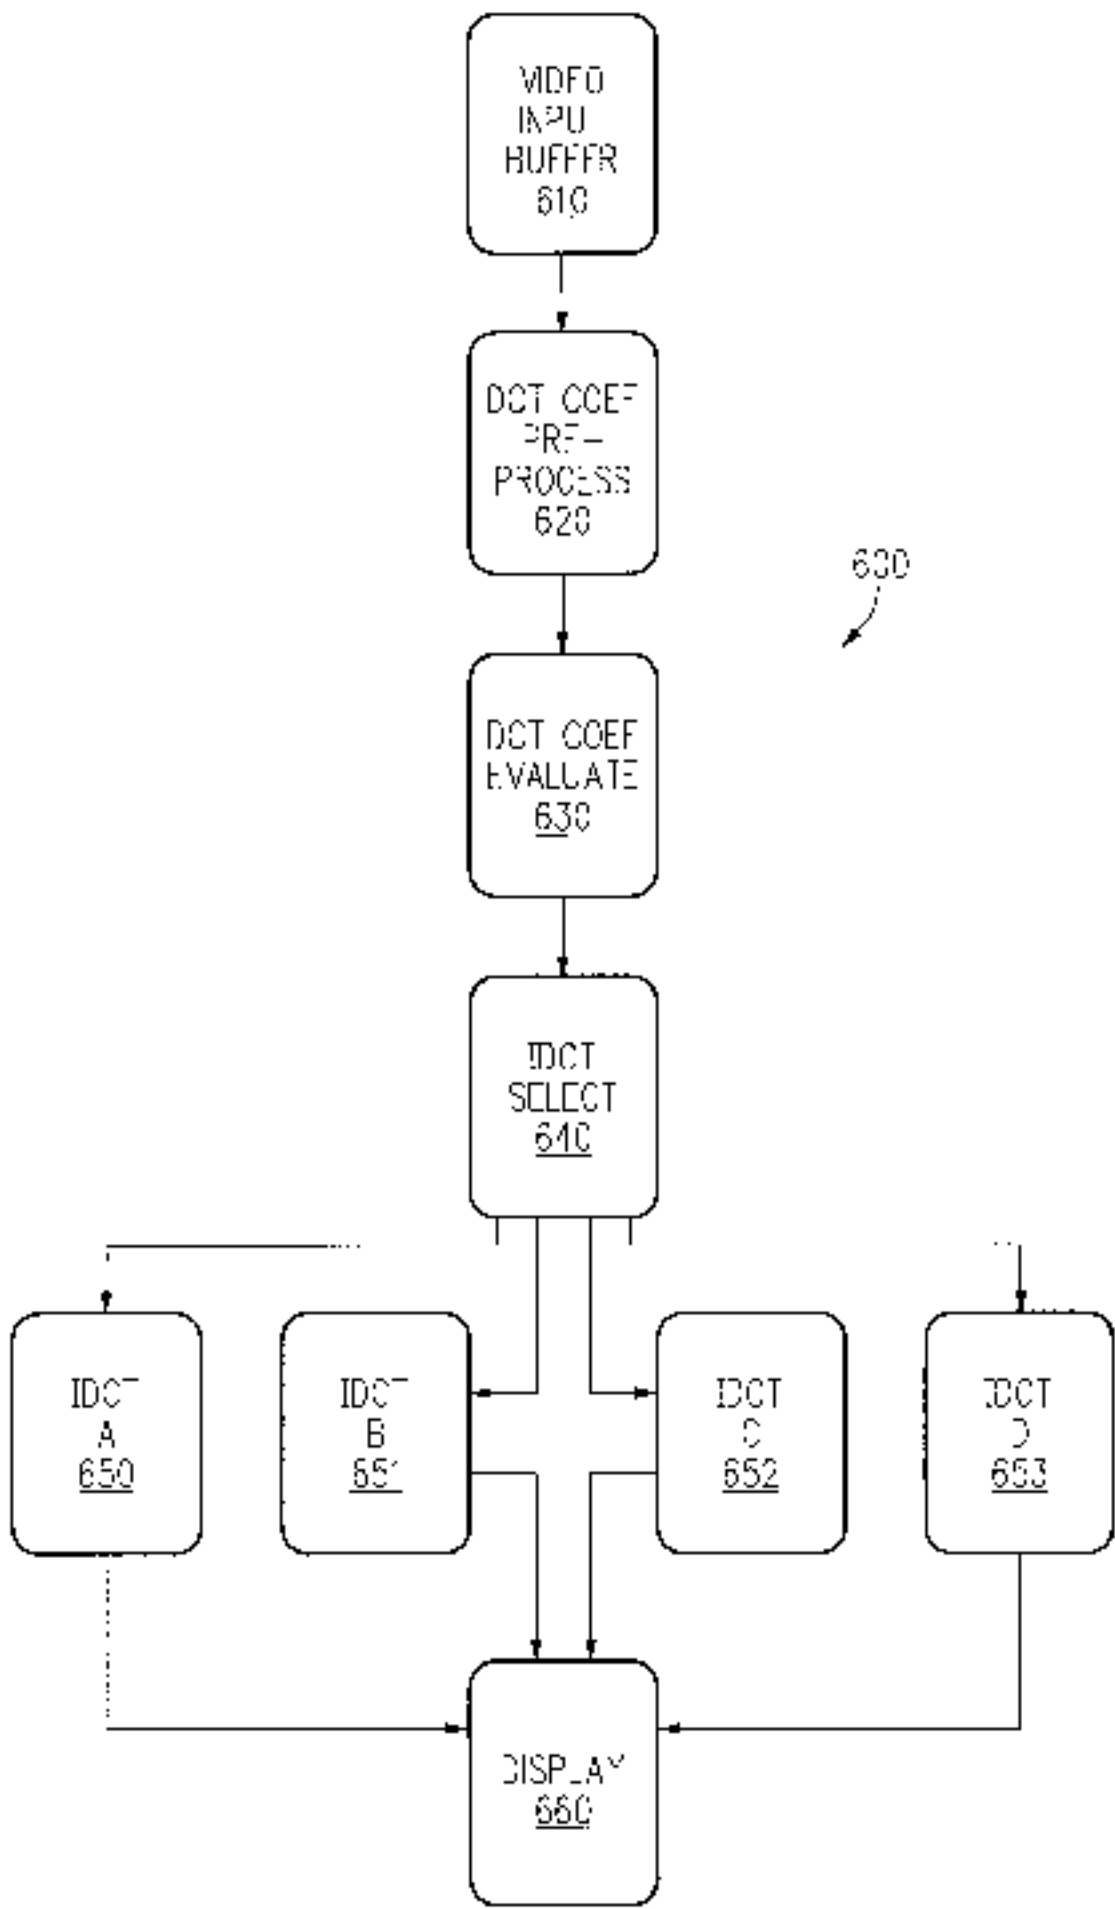 VIDEO
INPUT
BUFFER
610
DCT COEF
PRE-
PROCESS
620
600
DCT COEF
EVALUATE
630
IDCT
SELECT
640
IDCT
A
650
IDCT
B
651
IDCT
C
652
IDCT
D
653
DISPLAY
660